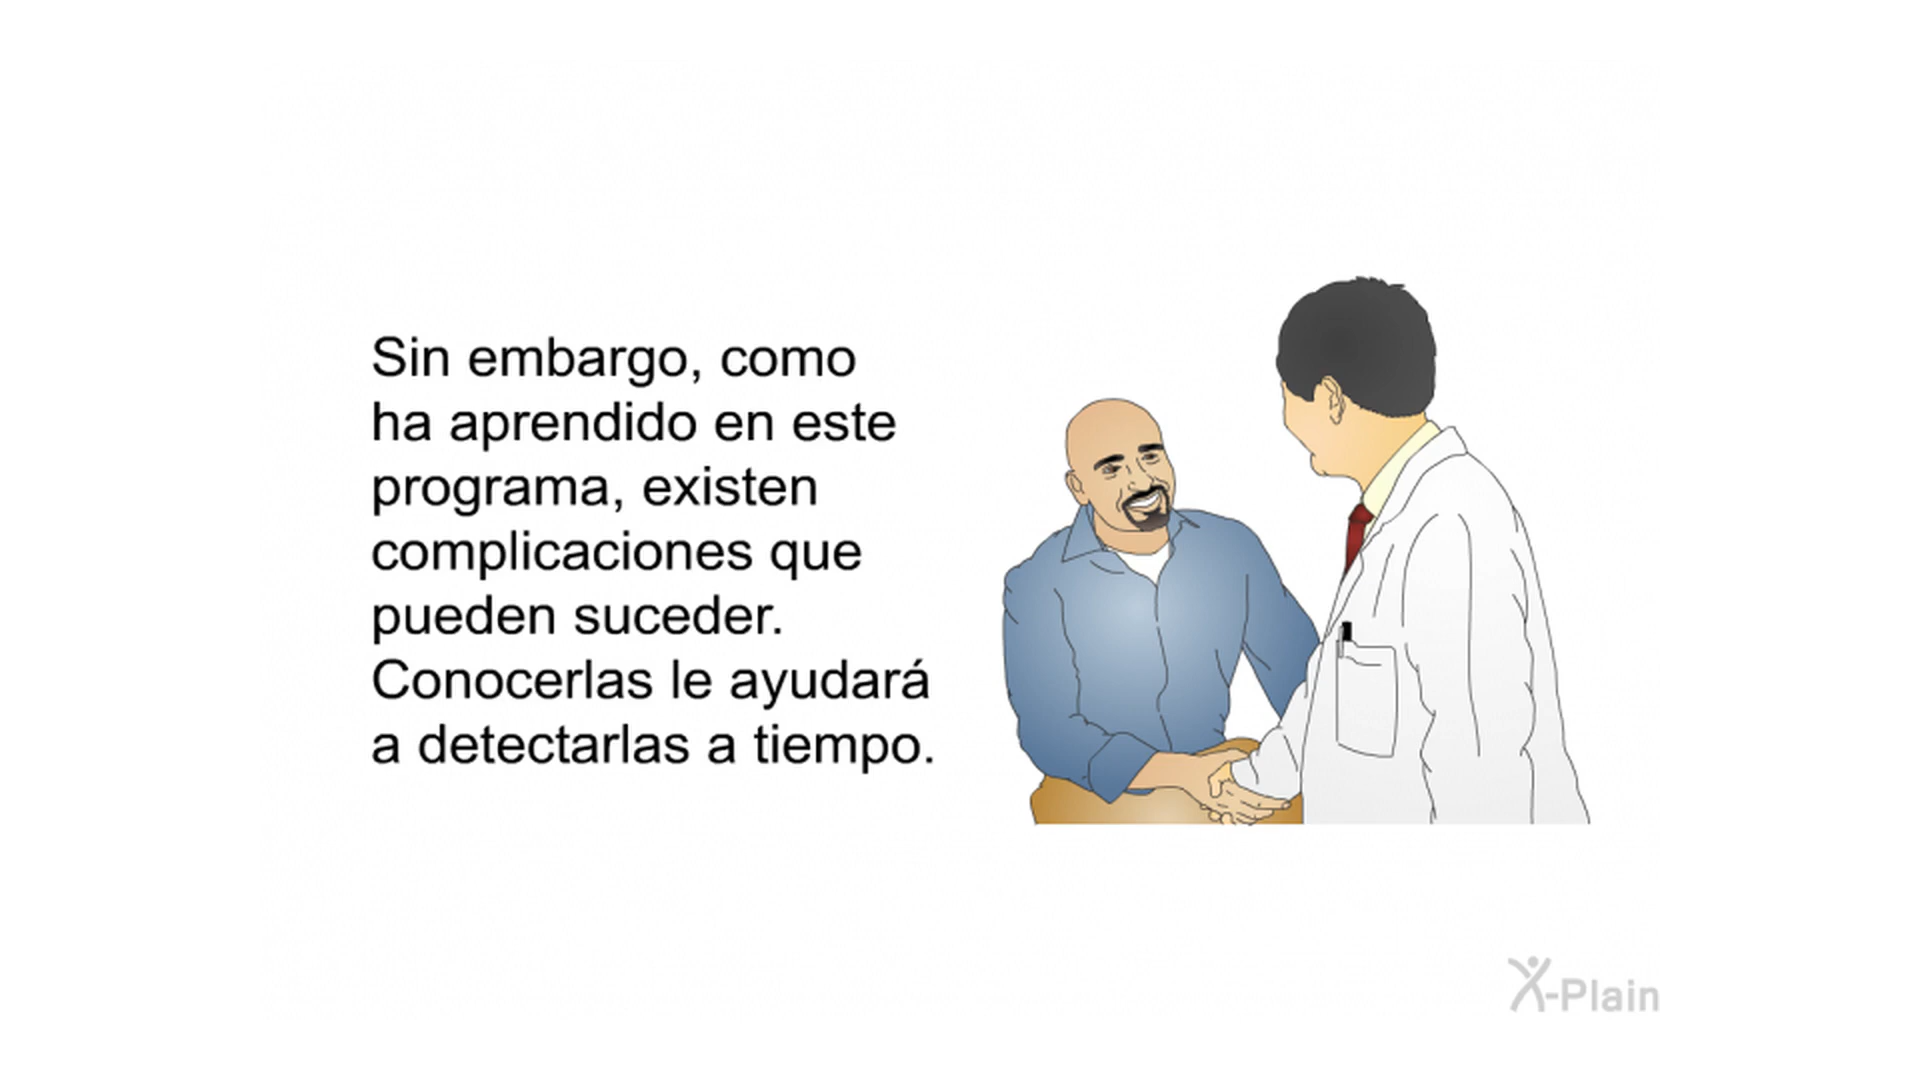 Sin embargo, como
ha aprendido en este
programa, existen
complicaciones que
pueden suceder.
Conocerlas le ayudará
a detectarlas a tiempo.
X-Plain